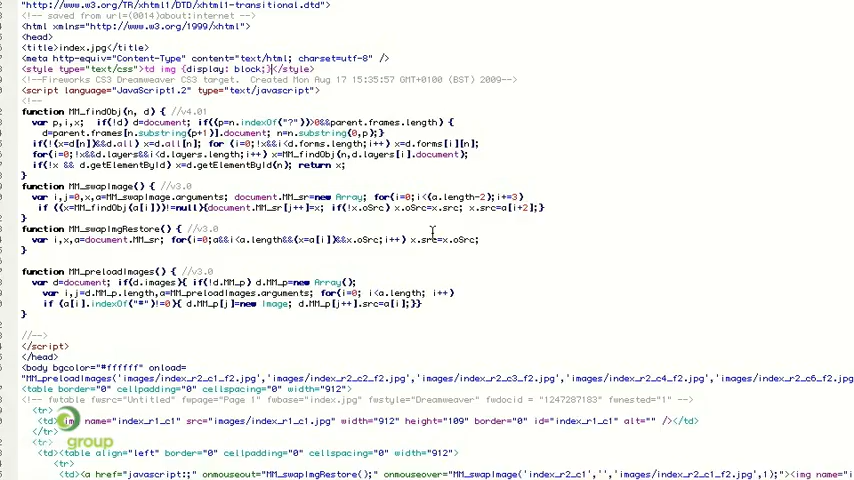 "http://www.w3.org/TR/xhtml1/DTD/xhtml1-transitional.dtd">
<!-- saved from url=(0014)about:internet -->
<html xmlns="http://www.w3.org/1999/xhtml">
<head>
<title>index.jpg</title>
<meta http-equiv="Content-Type" content="text/html; charset=utf-8" />
<style type="text/css">td img {display: block;}</style>
<!--Fireworks CS3 Dreamweaver CS3 target.  Created Mon Aug 17 15:35:57 GMT+0100 (BST) 2009-->
<script language="JavaScript1.2" type="text/javascript">
<!--
function MM_findObj(n, d) { //v4.01
var p,i,x;  if(!d) d=document; if((p=n.indexOf("?"))>0&&parent.frames.length) {
d=parent.frames[n.substring(p+1)].document; n=n.substring(0,p);}
if(!(x=d[n])&&d.all) x=d.all[n]; for (i=0;!x&&i<d.forms.length;i++) x=d.forms[i][n];
for(i=0;!x&&d.layers&&i<d.layers.length;i++) x=MM_findObj(n,d.layers[i].document);
if(!x && d.getElementById) x=d.getElementById(n); return x;
}
function MM_swapImage() { //v3.0
var i,j=0,x,a=MM_swapImage.arguments; document.MM_sr=new Array; for(i=0;i<(a.length-2);i+=3)
if ((x=MM_findObj(a[i]))!=null){document.MM_sr[j++]=x; if(!x.oSrc) x.oSrc=x.src; x.src=a[i+2];}
}
function MM_swapImgRestore() { //v3.0
var i,x,a=document.MM_sr; for(i=0;a&&i<a.length&&(x=a[i])&&x.oSrc;i++) x.src=x.oSrc;
}
function MM_preloadImages() { //v3.0
var d=document; if(d.images){ if(!d.MM_p) d.MM_p=new Array();
var i,j=d.MM_p.length,a=MM_preloadImages.arguments; for(i=0; i<a.length; i++)
if (a[i].indexOf("#")!=0){ d.MM_p[j]=new Image; d.MM_p[j++].src=a[i];}}
}
//-->
</script>
</head>
<body bgcolor="#ffffff" onload=
"MM_preloadImages('images/index_r2_c1_f2.jpg','images/index_r2_c2_f2.jpg','images/index_r2_c3_f2.jpg','images/index_r2_c4_f2.jpg','images/index_r2_c6_f2.jpg
<table border="0" cellpadding="0" cellspacing="0" width="912">
<!-- fwtable fwsrc="Untitled" fwpage="Page 1" fwbase="index.jpg" fwstyle="Dreamweaver" fwdocid = "1247287183" fwnested="1" -->
<tr>
<td><img name="index_r1_c1" src="images/index_r1_c1.jpg" width="912" height="109" border="0" id="index_r1_c1" alt="" /></td>
</tr>
<tr>
group
<td><table align="left" border="0" cellpadding="0" cellspacing="0" width="912">
<tr>
<td><a href="javascript:;" onmouseout="MM_swapImgRestore();" onmouseover="MM_swapImage('index_r2_c1','','images/index_r2_c1_f2.jpg',1);"><img name="i